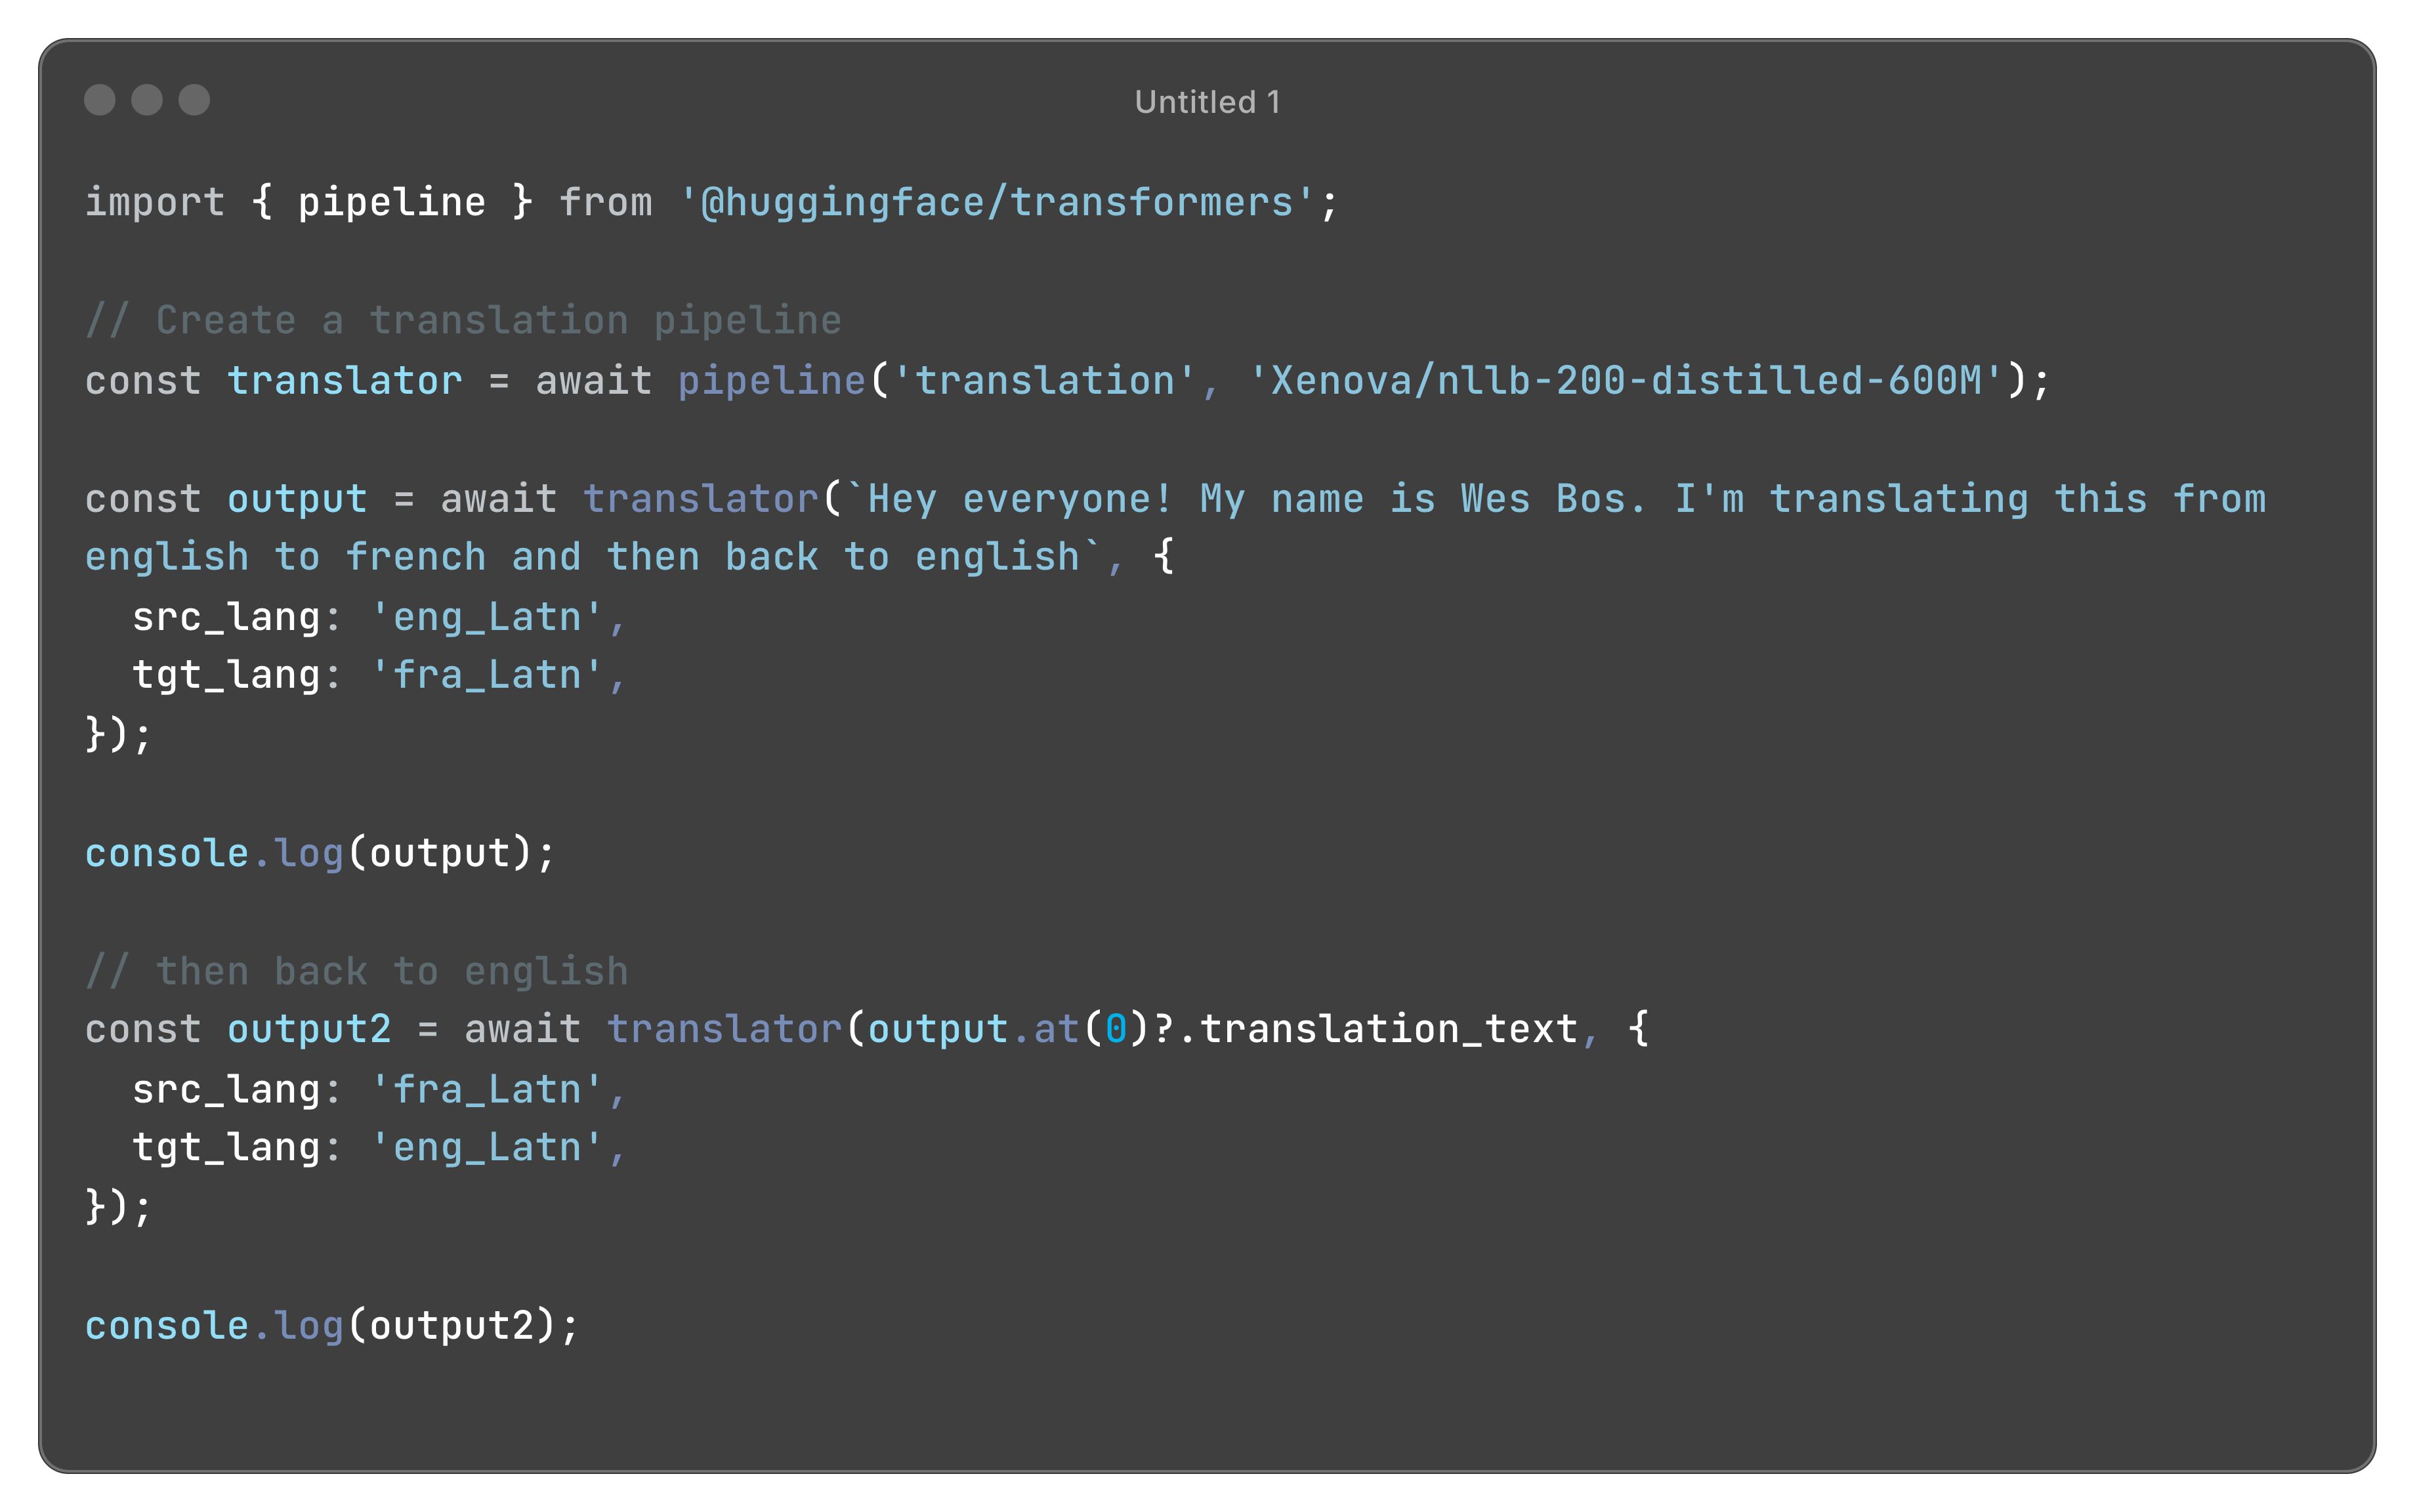 Untitled 1
import { pipeline } from '@huggingface/transformers';
// Create a translation pipeline
const translator = await pipeline('translation', 'Xenova/nllb-200-distilled-600M');
const output = await translator(`Hey everyone! My name is Wes Bos. I'm translating this from
english to french and then back to english`, {
  src_lang: 'eng_Latn',
  tgt_lang: 'fra_Latn',
});
console.log(output);
// then back to english
const output2 = await translator(output.at(0)?.translation_text, {
  src_lang: 'fra_Latn',
  tgt_lang: 'eng_Latn',
});
console.log(output2);